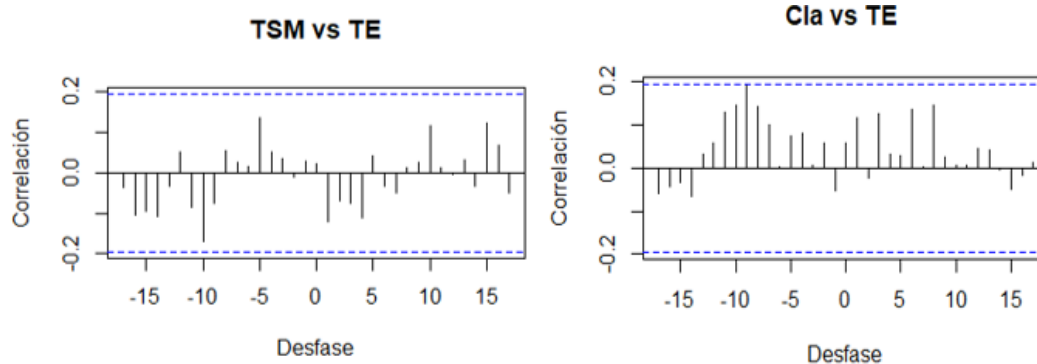 TSM vs TE
Correlación
0.2
0.0
-0.2
-15 -10 -5 0 5 10 15
Desfase
Cla vs TE
Correlación
0.2
0.0
-0.2
-15 -10 -5 0 5 10 15
Desfase